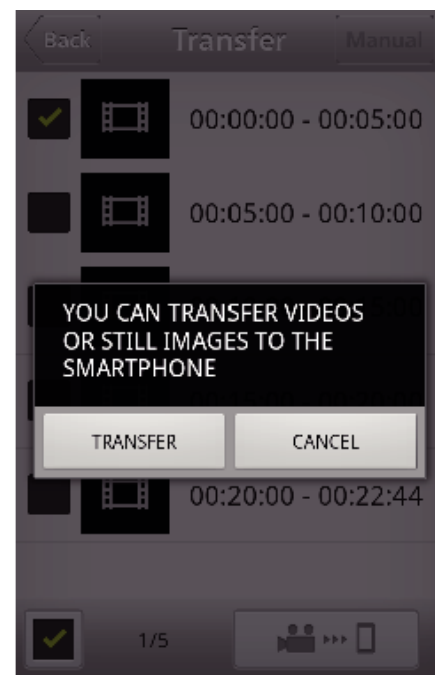 Back Transfer Manual
00:00:00 - 00:05:00
00:05:00 - 00:10:00
YOU CAN TRANSFER VIDEOS
OR STILL IMAGES TO THE
SMARTPHONE
TRANSFER CANCEL
00:20:00 - 00:22:44
1/5